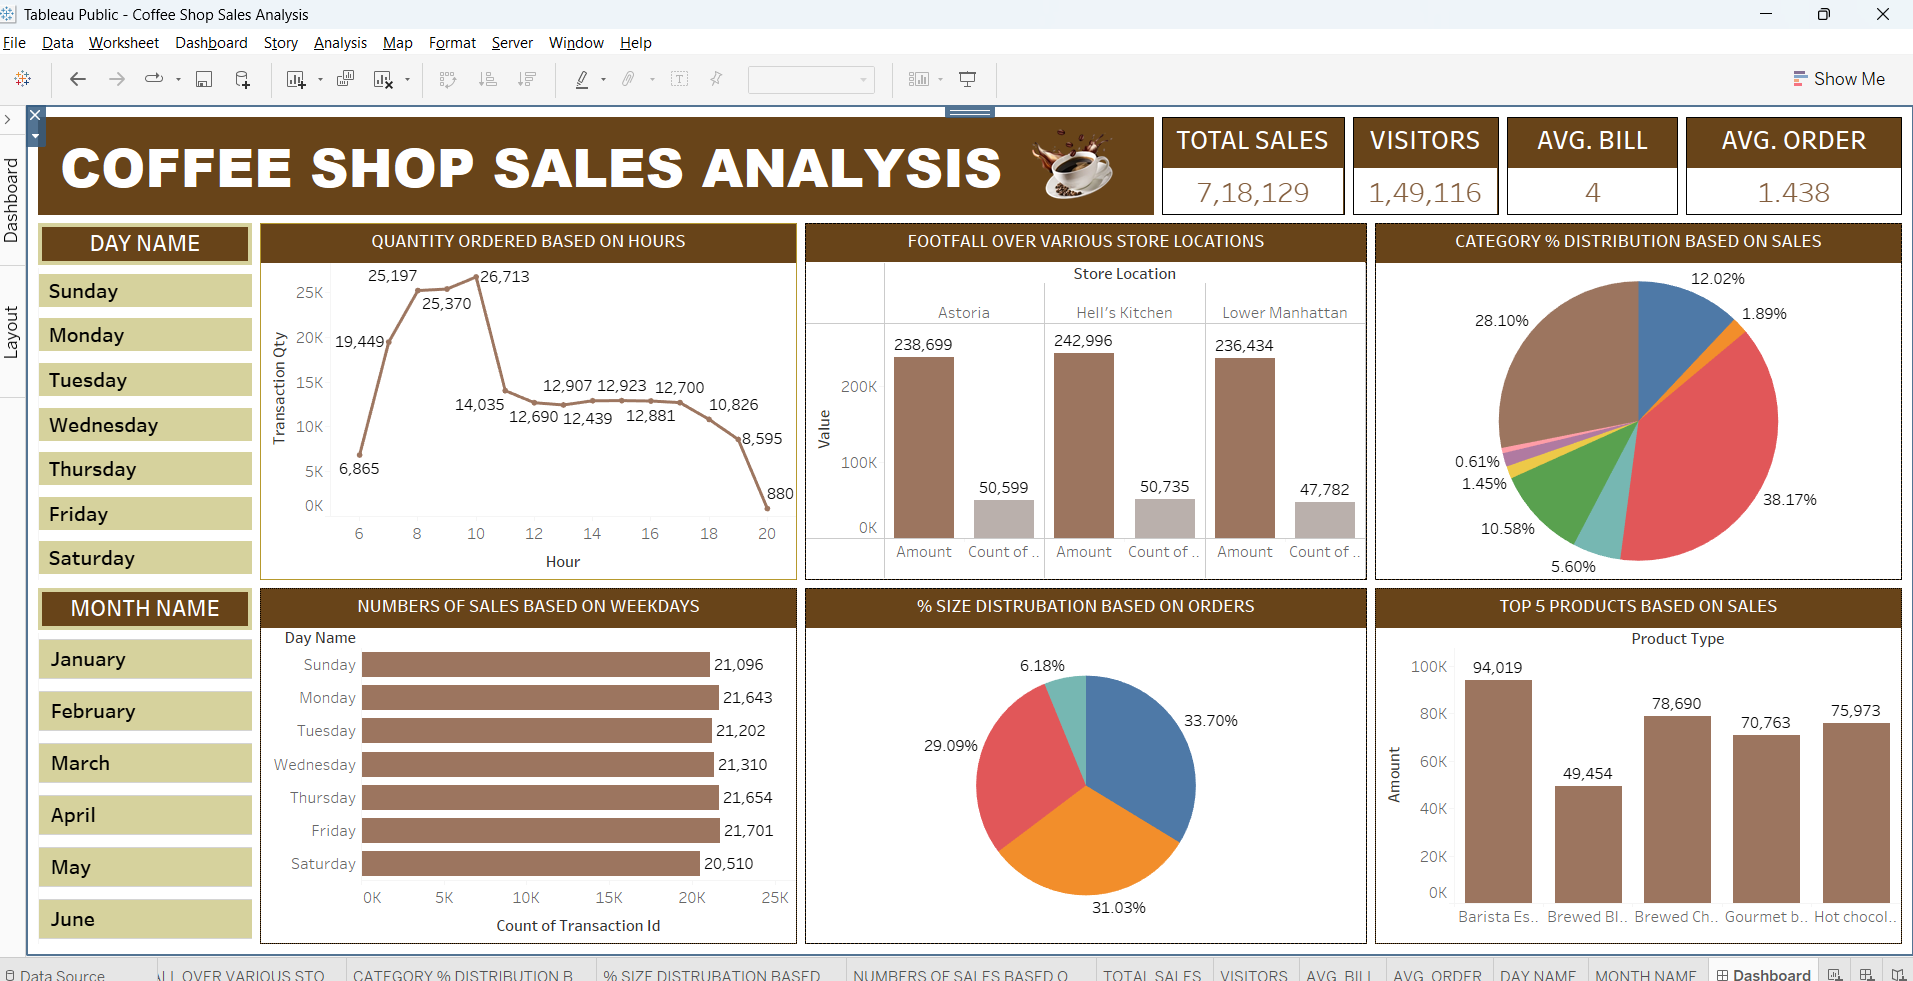 Tableau Public - Coffee Shop Sales Analysis
File Data Worksheet Dashboard Story Analysis Map Format Server Window Help
Show Me
Dashboard
Layout
COFFEE SHOP SALES ANALYSIS
TOTAL SALES
7,18,129
VISITORS
1,49,116
AVG. BILL
4
AVG. ORDER
1.438
DAY NAME
Sunday
Monday
Tuesday
Wednesday
Thursday
Friday
Saturday
MONTH NAME
January
February
March
April
May
June
QUANTITY ORDERED BASED ON HOURS
Transaction Qty
25K
20K
15K
10K
5K
0K
6,865
19,449
25,197
25,370
26,713
14,035
12,690
12,907
12,439
12,923
12,881
12,700
10,826
8,595
880
6 8 10 12 14 16 18 20
Hour
FOOTFALL OVER VARIOUS STORE LOCATIONS
Store Location
Astoria Hell's Kitchen Lower Manhattan
Value
200K
100K
0K
238,699
50,599
242,996
50,735
236,434
47,782
Amount Count of .. Amount Count of .. Amount Count of ..
CATEGORY % DISTRIBUTION BASED ON SALES
12.02%
1.89%
38.17%
5.60%
10.58%
1.45%
0.61%
28.10%
NUMBERS OF SALES BASED ON WEEKDAYS
Day Name
Sunday 21,096
Monday 21,643
Tuesday 21,202
Wednesday 21,310
Thursday 21,654
Friday 21,701
Saturday 20,510
0K 5K 10K 15K 20K 25K
Count of Transaction Id
% SIZE DISTRUBATION BASED ON ORDERS
6.18%
33.70%
29.09%
31.03%
TOP 5 PRODUCTS BASED ON SALES
Product Type
Amount
100K
80K
60K
40K
20K
0K
94,019
49,454
78,690
70,763
75,973
Barista Es.. Brewed Bl.. Brewed Ch.. Gourmet b.. Hot chocol..
Data Source ALL OVER VARIOUS STO CATEGORY % DISTRIBUTION B % SIZE DISTRUBATION BASED NUMBERS OF SALES BASED O TOTAL SALES VISITORS AVG. BILL AVG. ORDER DAY NAME MONTH NAME Dashboard